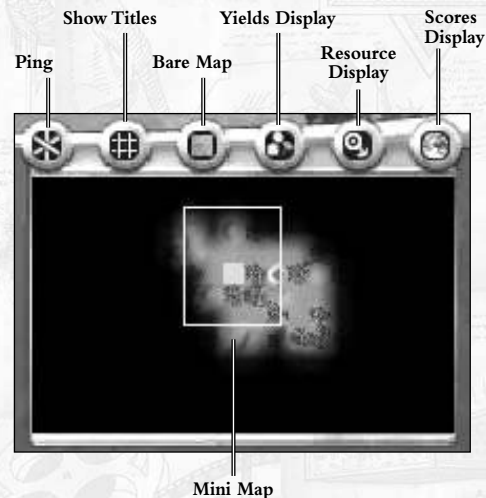 Show Titles
Yields Display
Scores
Display
Ping
Bare Map
Resource
Display
Mini Map